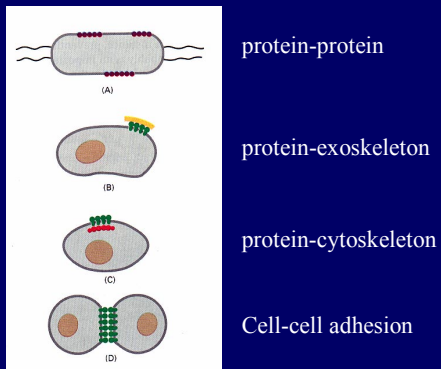 protein-protein
(A)
protein-exoskeleton
(B)
protein-cytoskeleton
(C)
Cell-cell adhesion
(D)